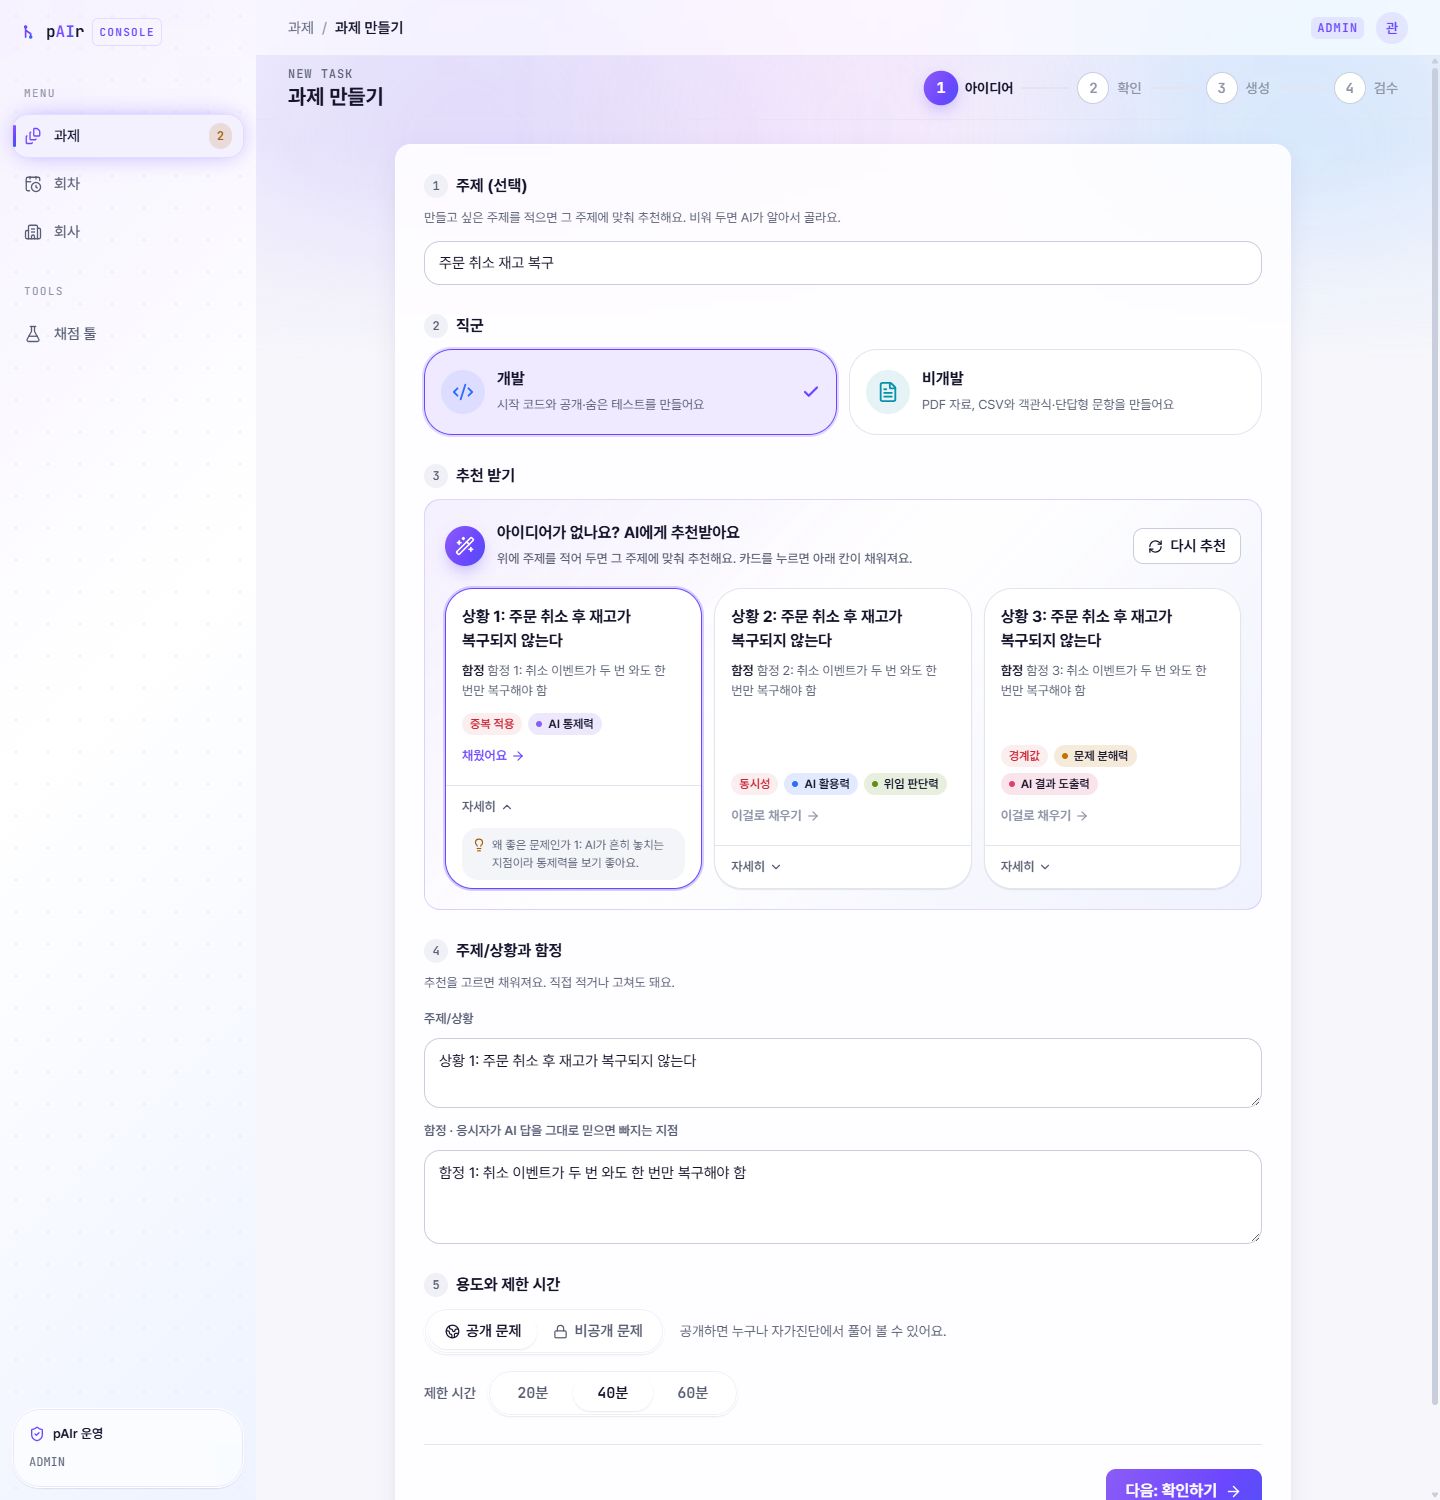 pAIr CONSOLE
과제 / 과제 만들기
ADMIN 관
MENU
과제 2
회차
회사
TOOLS
채점 툴
pAIr 운영
ADMIN
NEW TASK
과제 만들기
1 아이디어 2 확인 3 생성 4 검수
1 주제 (선택)
만들고 싶은 주제를 적으면 그 주제에 맞춰 추천해요. 비워 두면 AI가 알아서 골라요.
주문 취소 재고 복구
2 직군
개발
시작 코드와 공개·숨은 테스트를 만들어요
비개발
PDF 자료, CSV와 객관식·단답형 문항을 만들어요
3 추천 받기
아이디어가 없나요? AI에게 추천받아요
위에 주제를 적어 두면 그 주제에 맞춰 추천해요. 카드를 누르면 아래 칸이 채워져요.
다시 추천
상황 1: 주문 취소 후 재고가
복구되지 않는다
함정 함정 1: 취소 이벤트가 두 번 와도 한
번만 복구해야 함
중복 적용 AI 통제력
채웠어요
자세히
왜 좋은 문제인가 1: AI가 흔히 놓치는
지점이라 통제력을 보기 좋아요.
상황 2: 주문 취소 후 재고가
복구되지 않는다
함정 함정 2: 취소 이벤트가 두 번 와도 한
번만 복구해야 함
동시성 AI 활용력 위임 판단력
이걸로 채우기
자세히
상황 3: 주문 취소 후 재고가
복구되지 않는다
함정 함정 3: 취소 이벤트가 두 번 와도 한
번만 복구해야 함
경계값 문제 분해력
AI 결과 도출력
이걸로 채우기
자세히
4 주제/상황과 함정
추천을 고르면 채워져요. 직접 적거나 고쳐도 돼요.
주제/상황
상황 1: 주문 취소 후 재고가 복구되지 않는다
함정 · 응시자가 AI 답을 그대로 믿으면 빠지는 지점
함정 1: 취소 이벤트가 두 번 와도 한 번만 복구해야 함
5 용도와 제한 시간
공개 문제 비공개 문제 공개하면 누구나 자가진단에서 풀어 볼 수 있어요.
제한 시간 20분 40분 60분
다음: 확인하기